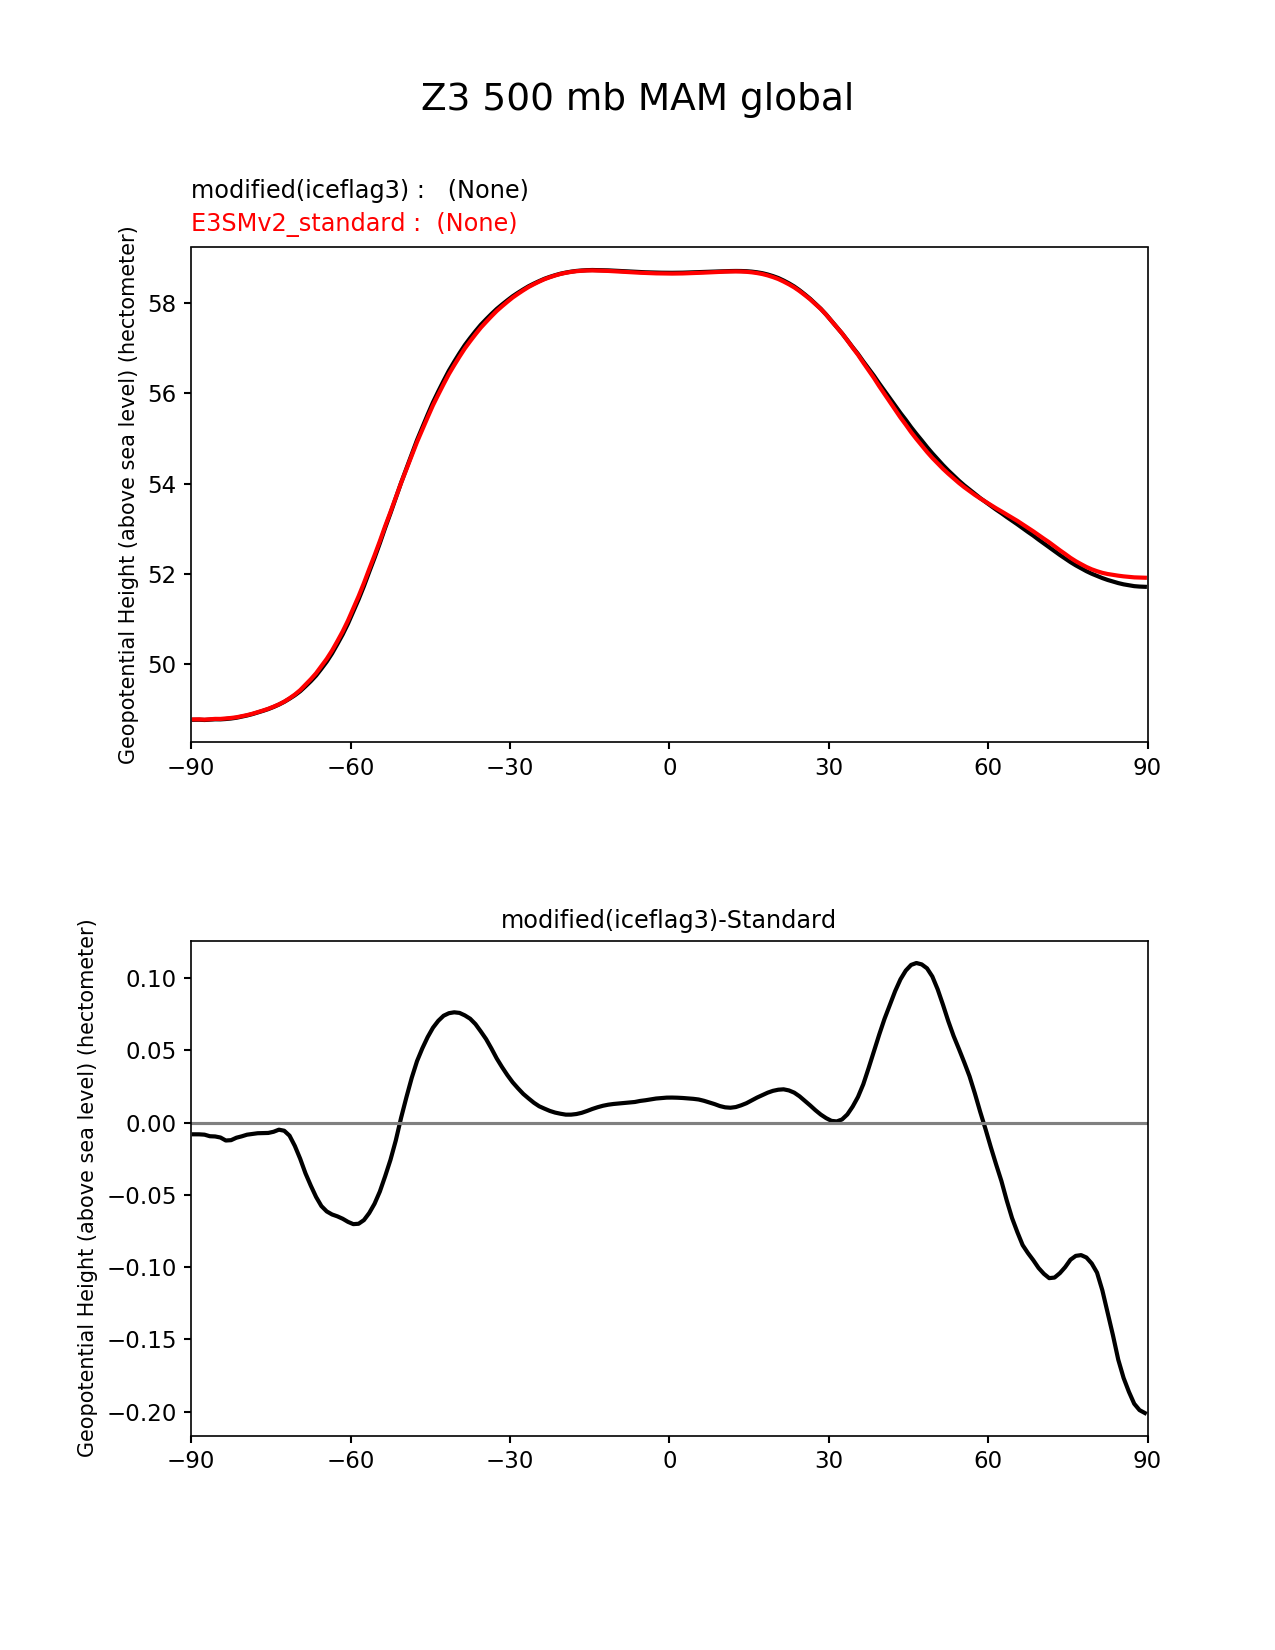 Z3 500 mb MAM global
modified(iceflag3) :   (None)
E3SMv2_standard :  (None)
Geopotential Height (above sea level) (hectometer)
58
56
54
52
50
−90 −60 −30 0 30 60 90
modified(iceflag3)-Standard
Geopotential Height (above sea level) (hectometer)
0.10
0.05
0.00
−0.05
−0.10
−0.15
−0.20
−90 −60 −30 0 30 60 90